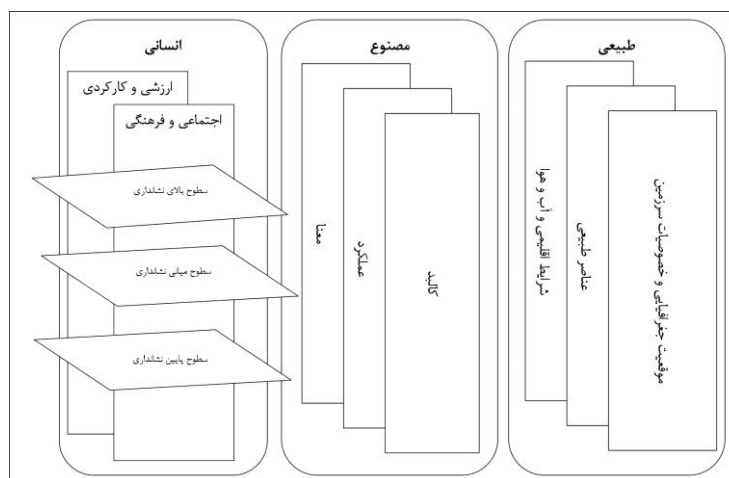 طبیعی
موقعیت جغرافیایی و خصوصیات سرزمین
عناصر طبیعی
شرایط اقلیمی و آب و هوا
مصنوع
کالبد
عملکرد
معنا
انسانی
ارزشی و کارکردی
اجتماعی و فرهنگی
سطوح بالای نشانداری
سطوح میانی نشانداری
سطوح پایین نشانداری